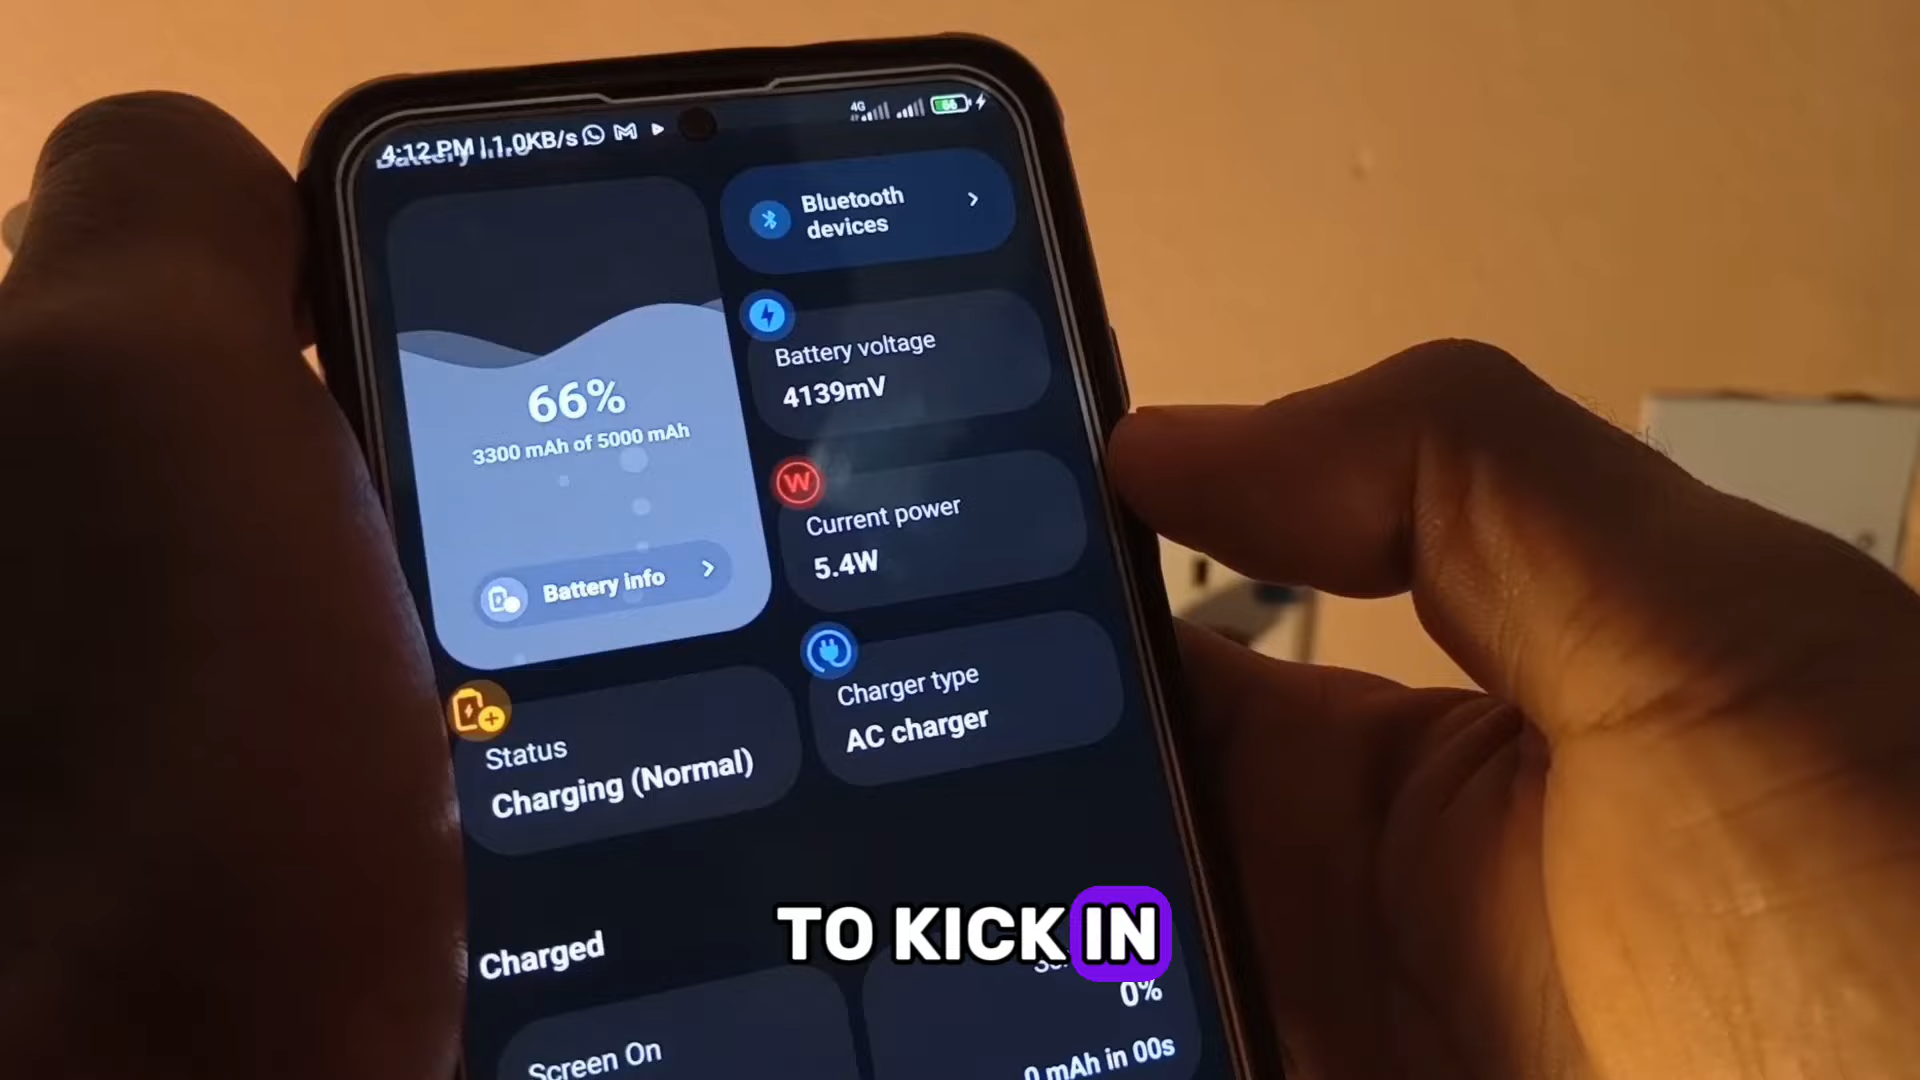 4:12 PM | 1.0KB/s
4G
66
Bluetooth
devices
Battery voltage
4139mV
66%
3300 mAh of 5000 mAh
W
Current power
5.4W
Battery info
Charger type
AC charger
Status
Charging (Normal)
TO KICK IN
Charged
0%
Screen On
0 mAh in 00s